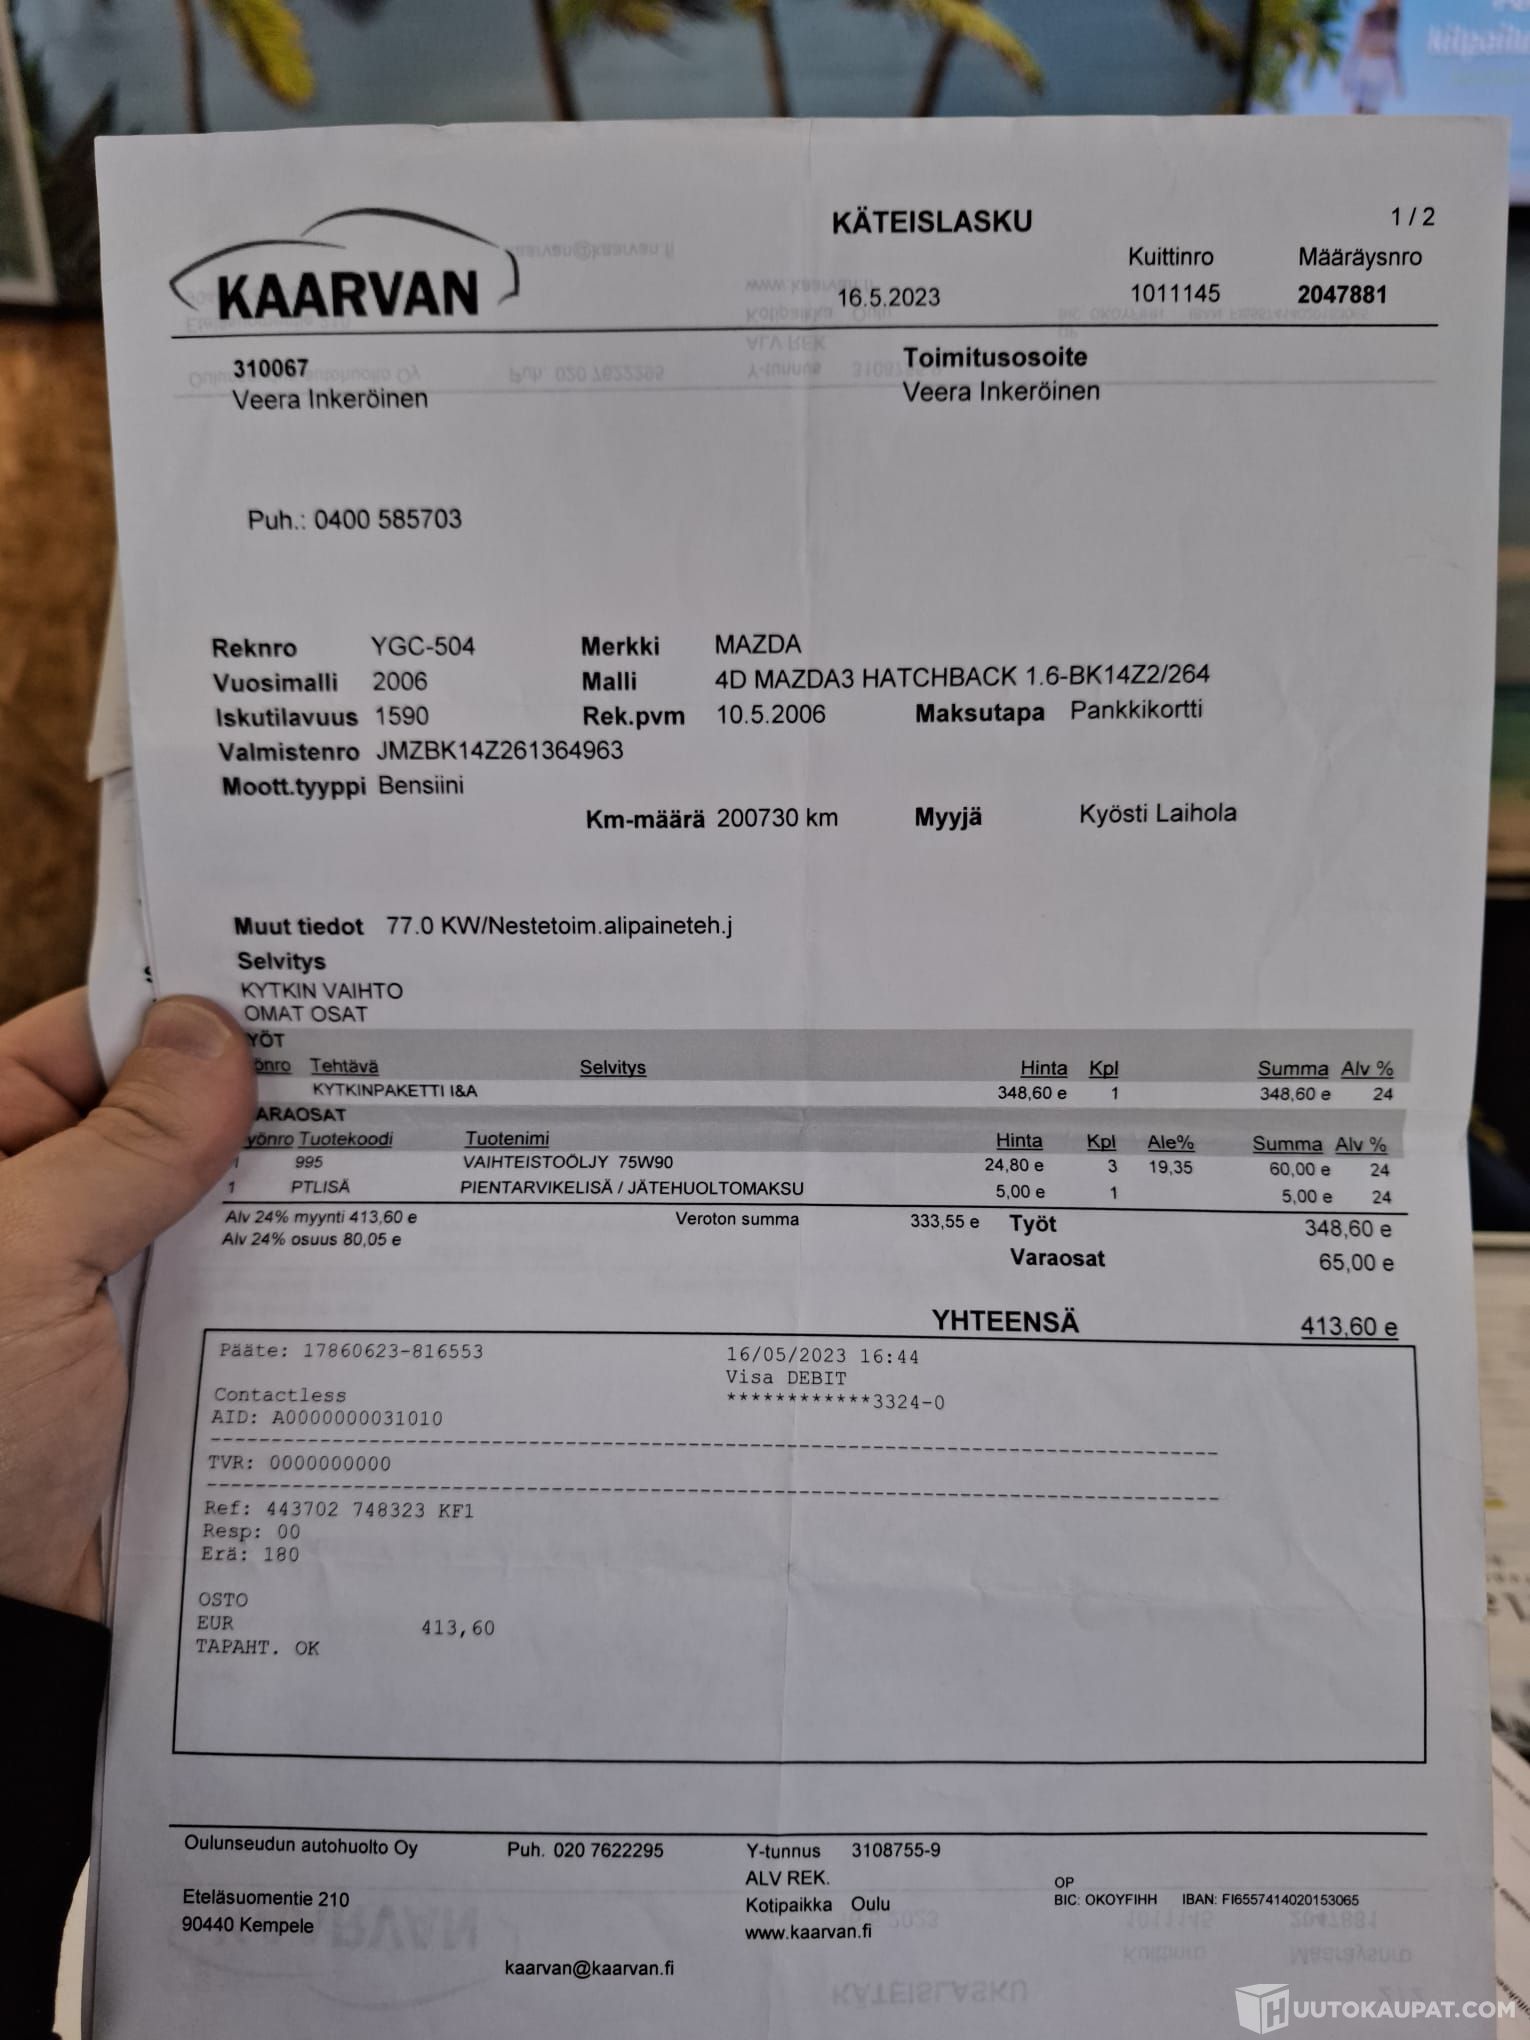 KÄTEISLASKU
1 / 2
KAARVAN
Kuittinro Määräysnro
16.5.2023 1011145 2047881
310067 Toimitusosoite
Veera Inkeröinen Veera Inkeröinen
Puh.: 0400 585703
Reknro YGC-504 Merkki MAZDA
Vuosimalli 2006 Malli 4D MAZDA3 HATCHBACK 1.6-BK14Z2/264
Iskutilavuus 1590 Rek.pvm 10.5.2006 Maksutapa Pankkikortti
Valmistenro JMZBK14Z261364963
Moott.tyyppi Bensiini
Km-määrä 200730 km Myyjä Kyösti Laihola
Muut tiedot 77.0 KW/Nestetoim.alipaineteh.j
Selvitys
KYTKIN VAIHTO
OMAT OSAT
YÖT
önro Tehtävä Selvitys Hinta Kpl Summa Alv %
KYTKINPAKETTI I&A 348,60 e 1 348,60 e 24
ARAOSAT
yönro Tuotekoodi Tuotenimi Hinta Kpl Ale% Summa Alv %
1 995 VAIHTEISTOÖLJY 75W90 24,80 e 3 19,35 60,00 e 24
1 PTLISÄ PIENTARVIKELISÄ / JÄTEHUOLTOMAKSU 5,00 e 1 5,00 e 24
Alv 24% myynti 413,60 e Veroton summa 333,55 e Työt 348,60 e
Alv 24% osuus 80,05 e
Varaosat 65,00 e
YHTEENSÄ 413,60 e
Pääte: 17860623-816553 16/05/2023 16:44
Visa DEBIT
Contactless ************3324-0
AID: A0000000031010
TVR: 0000000000
Ref: 443702 748323 KF1
Resp: 00
Erä: 180
OSTO
EUR 413,60
TAPAHT. OK
Oulunseudun autohuolto Oy Puh. 020 7622295 Y-tunnus 3108755-9
ALV REK.
Eteläsuomentie 210 Kotipaikka Oulu
OP
BIC: OKOYFIHH IBAN: FI6557414020153065
90440 Kempele www.kaarvan.fi
kaarvan@kaarvan.fi
HUUTOKAUPAT.COM